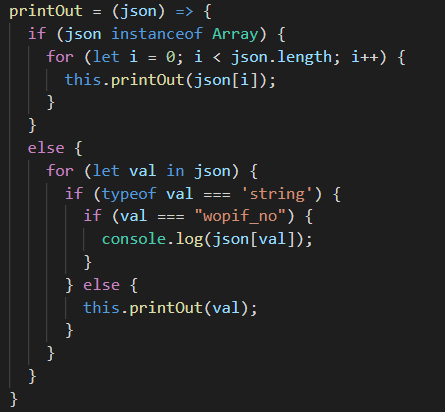 printOut = (json) => {
if (json instanceof Array) {
for (let i = 0; i < json.length; i++) {
this.printOut(json[i]);
}
}
else {
for (let val in json) {
if (typeof val === 'string') {
if (val === "wopif_no") {
console.log(json[val]);
}
} else {
this.printOut(val);
}
}
}
}